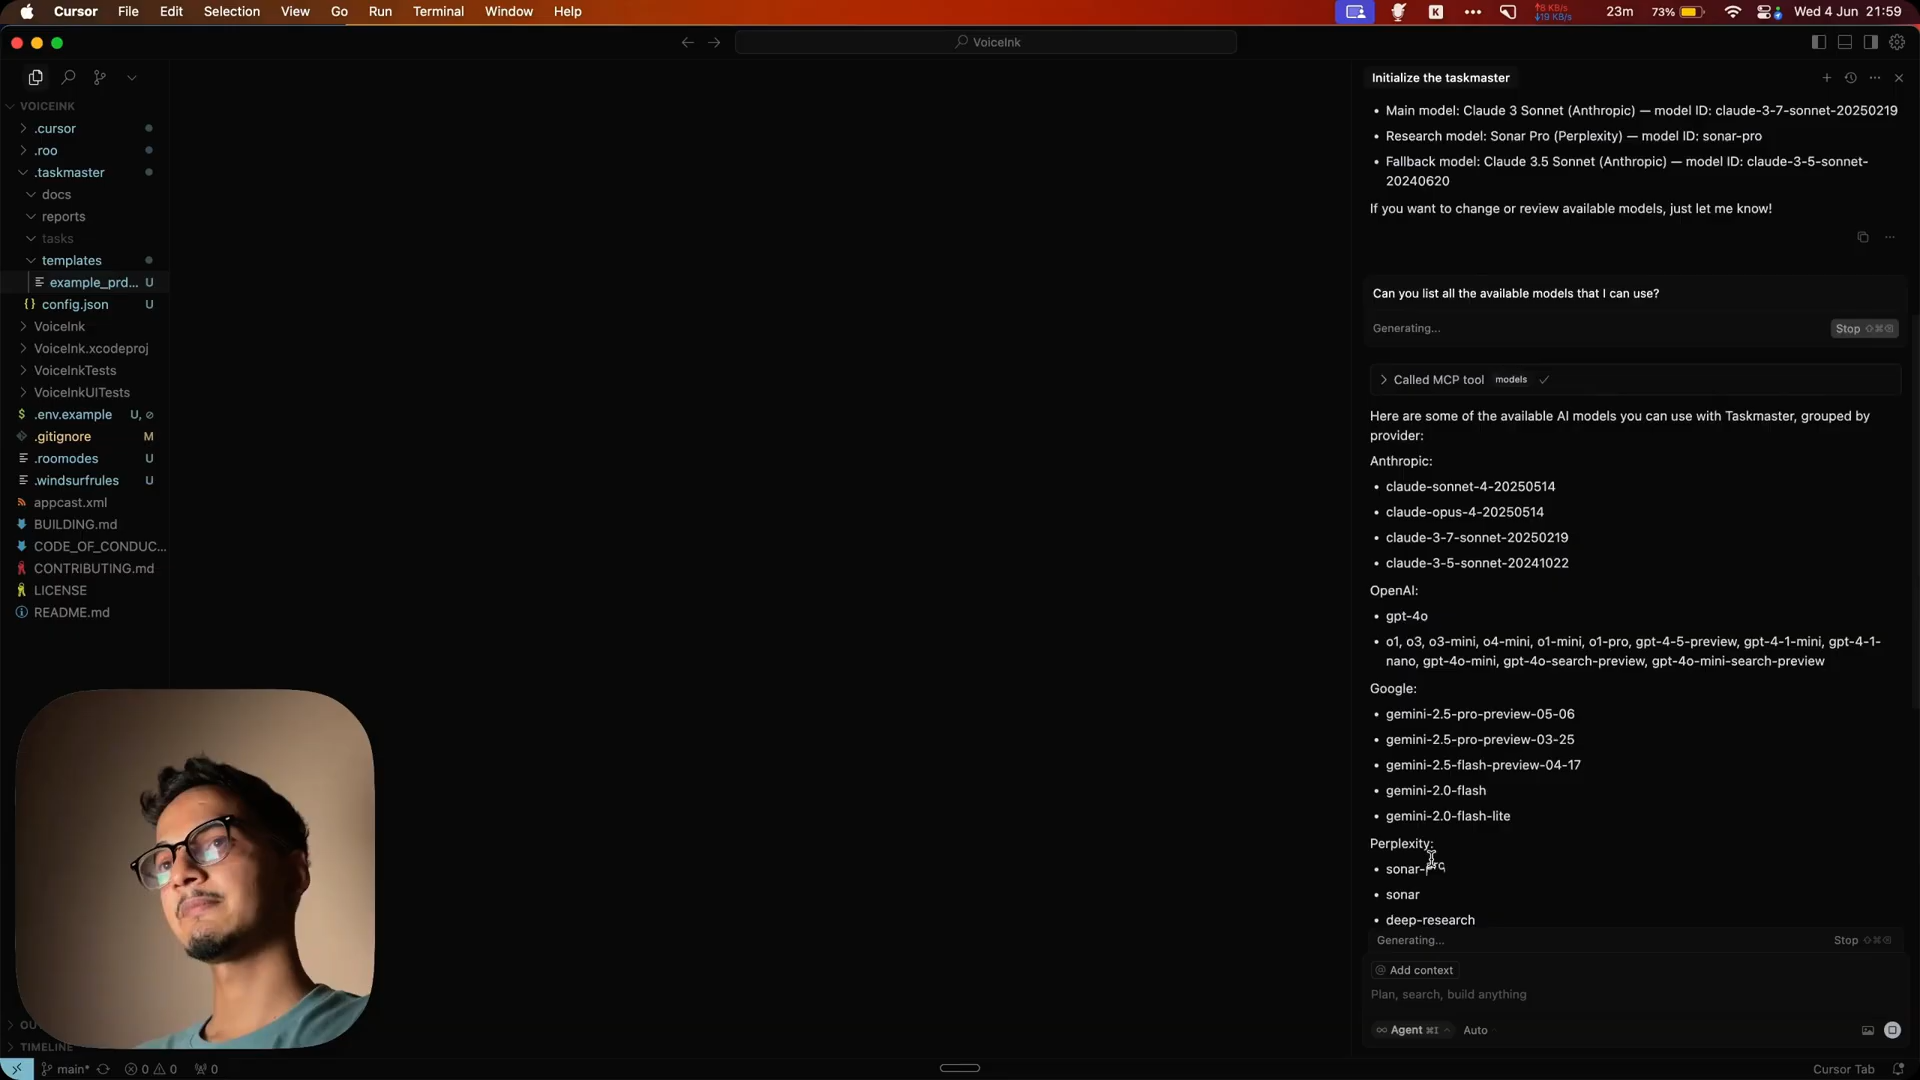 Cursor File Edit Selection View Go Run Terminal Window Help
K 8 KB/s 19 KB/s 23m 73% Wed 4 Jun 21:59
VoiceInk
VOICEINK
.cursor
.roo
.taskmaster
docs
reports
tasks
templates
example_prd... U
{} config.json U
VoiceInk
VoiceInk.xcodeproj
VoiceInkTests
VoiceInkUITests
$ .env.example U,
.gitignore M
.roomodes U
.windsurfrules U
appcast.xml
BUILDING.md
CODE_OF_CONDUC...
CONTRIBUTING.md
LICENSE
README.md
TIMELINE
main* 0 0 0
Initialize the taskmaster
• Main model: Claude 3 Sonnet (Anthropic) — model ID: claude-3-7-sonnet-20250219
• Research model: Sonar Pro (Perplexity) — model ID: sonar-pro
• Fallback model: Claude 3.5 Sonnet (Anthropic) — model ID: claude-3-5-sonnet-
20240620
If you want to change or review available models, just let me know!
Can you list all the available models that I can use?
Generating... Stop ⇧⌘⌫
Called MCP tool models
Here are some of the available AI models you can use with Taskmaster, grouped by
provider:
Anthropic:
• claude-sonnet-4-20250514
• claude-opus-4-20250514
• claude-3-7-sonnet-20250219
• claude-3-5-sonnet-20241022
OpenAI:
• gpt-4o
• o1, o3, o3-mini, o4-mini, o1-mini, o1-pro, gpt-4-5-preview, gpt-4-1-mini, gpt-4-1-
nano, gpt-4o-mini, gpt-4o-search-preview, gpt-4o-mini-search-preview
Google:
• gemini-2.5-pro-preview-05-06
• gemini-2.5-pro-preview-03-25
• gemini-2.5-flash-preview-04-17
• gemini-2.0-flash
• gemini-2.0-flash-lite
Perplexity:
• sonar-pro
• sonar
• deep-research
Generating... Stop ⇧⌘⌫
@ Add context
Plan, search, build anything
∞ Agent ⌘I Auto
Cursor Tab